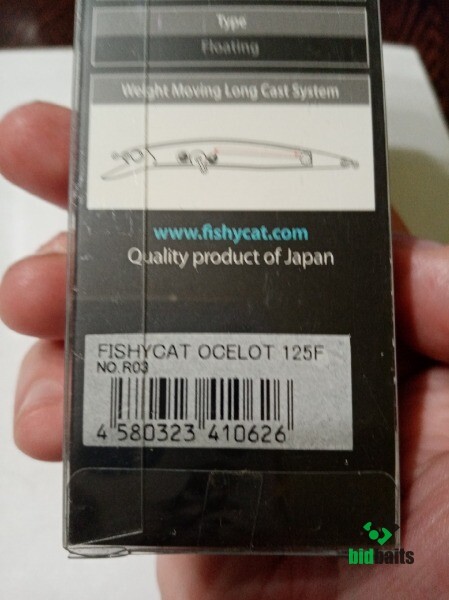 Type
Floating
Weight Moving Long Cast System
www.fishycat.com
Quality product of Japan
FISHYCAT OCELOT 125F
NO. R03
4 580323 410626
bidbaits